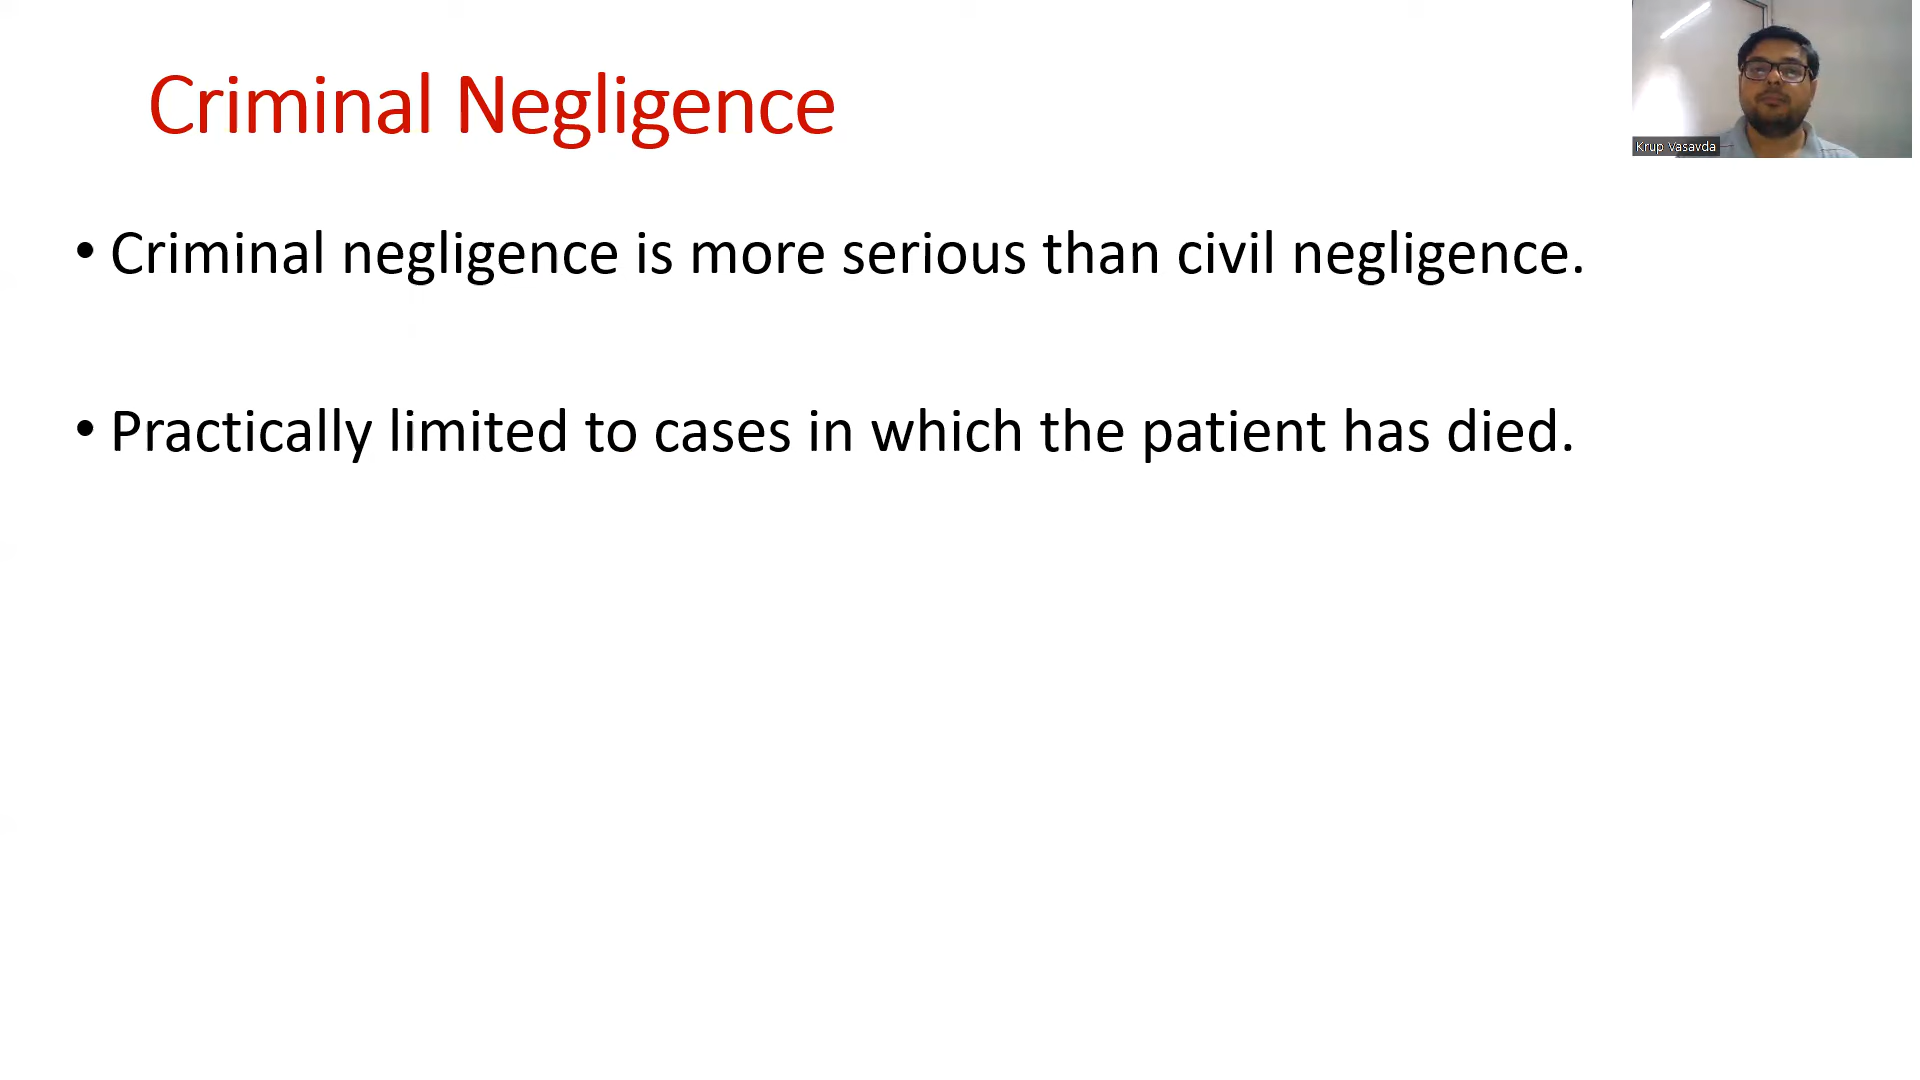 Criminal Negligence
Krup Vasavda
• Criminal negligence is more serious than civil negligence.
• Practically limited to cases in which the patient has died.